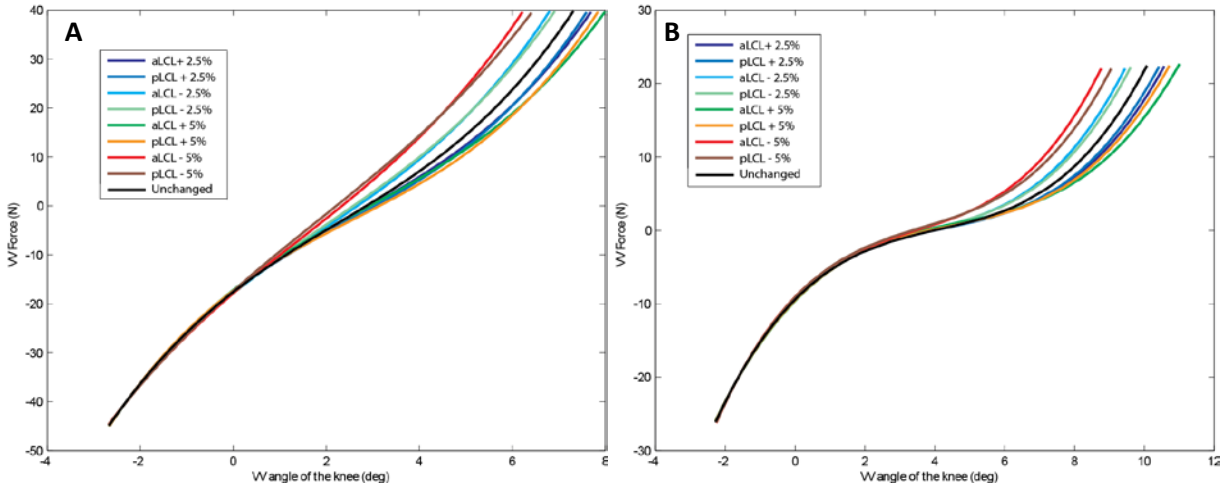 A
aLCL+ 2.5%
pLCL + 2.5%
aLCL - 2.5%
pLCL - 2.5%
aLCL + 5%
pLCL + 5%
aLCL - 5%
pLCL - 5%
Unchanged
40
30
20
10
0
-10
-20
-30
-40
-50
VV Force (N)
-4 -2 0 2 4 6 8
VV angle of the knee (deg)
B
aLCL+ 2.5%
pLCL + 2.5%
aLCL - 2.5%
pLCL - 2.5%
aLCL + 5%
pLCL + 5%
aLCL - 5%
pLCL - 5%
Unchanged
30
20
10
0
-10
-20
-30
VV Force (N)
-4 -2 0 2 4 6 8 10 12
VV angle of the knee (deg)